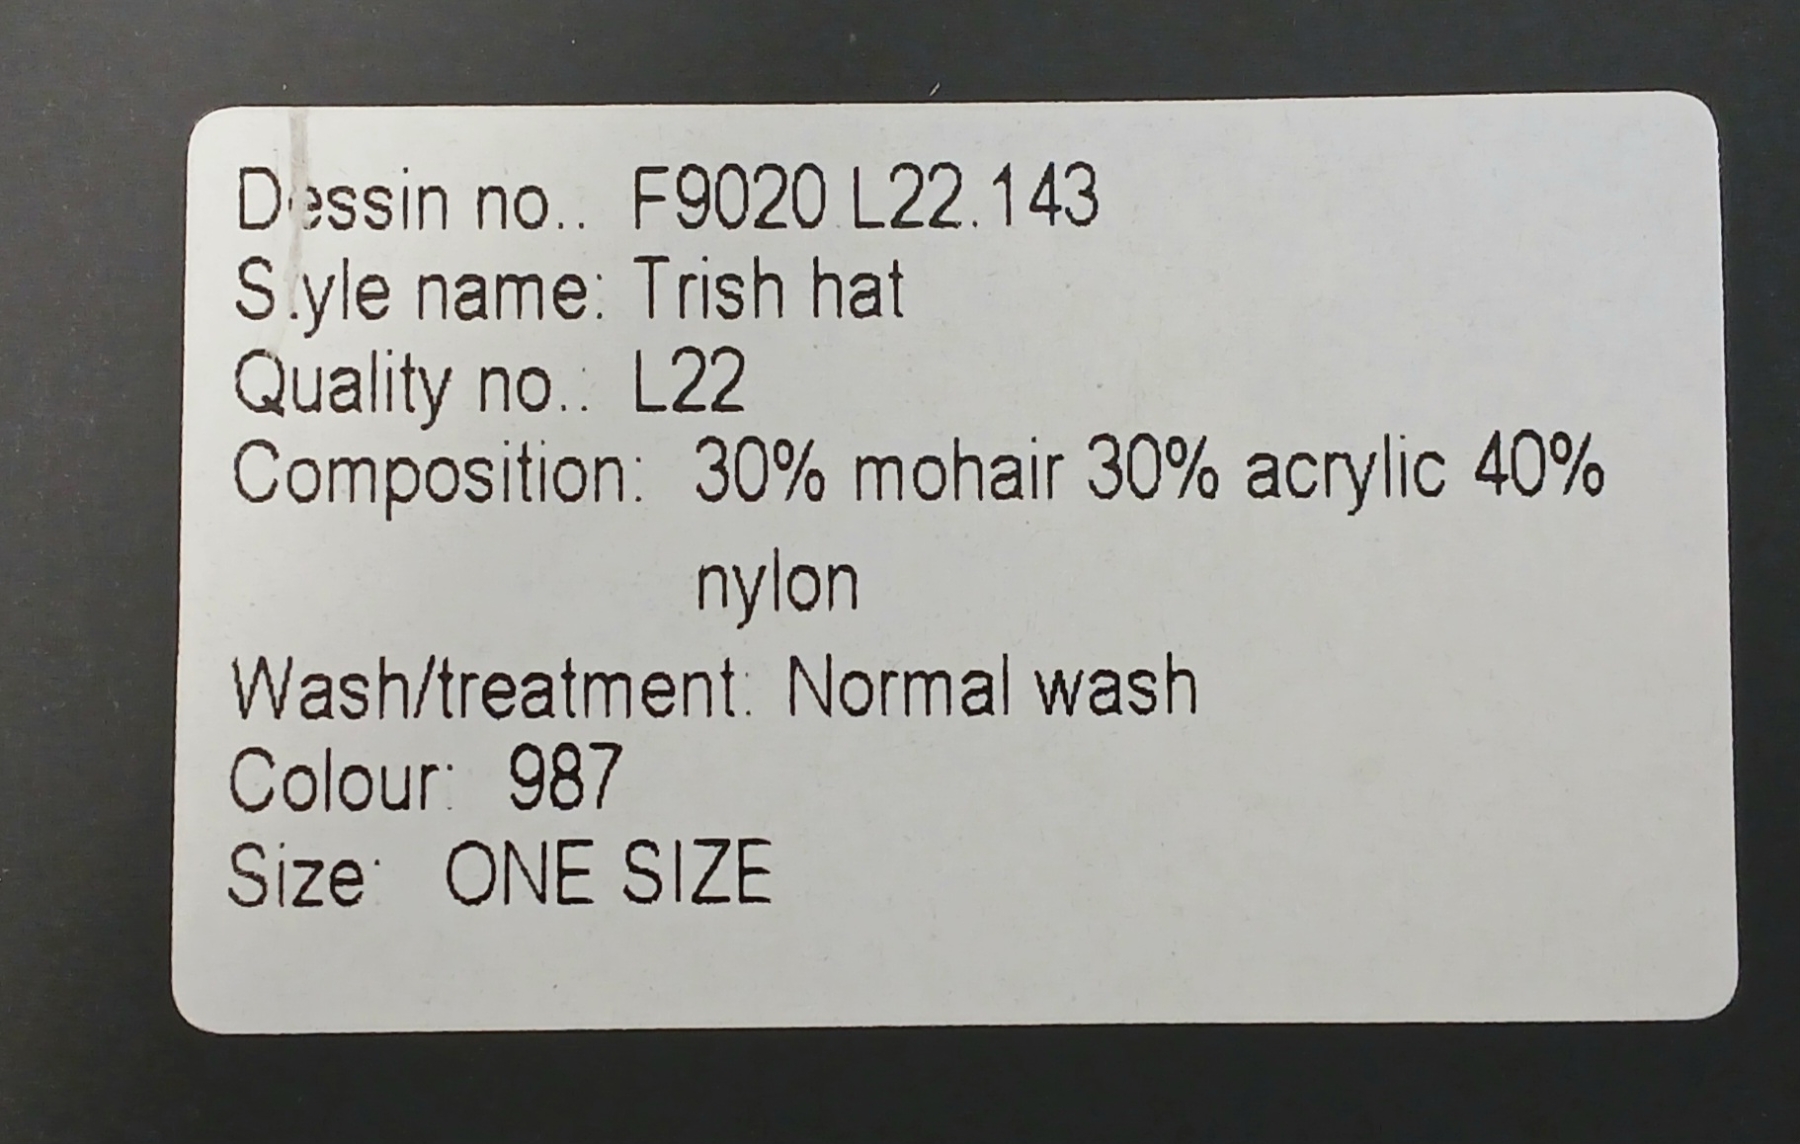 Dessin no.: F9020.L22.143
Style name: Trish hat
Quality no.: L22
Composition: 30% mohair 30% acrylic 40%
nylon
Wash/treatment: Normal wash
Colour: 987
Size: ONE SIZE